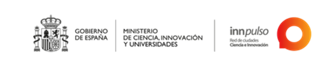 GOBIERNO
DE ESPAÑA
MINISTERIO
DE CIENCIA, INNOVACIÓN
Y UNIVERSIDADES
innpulso
Red de ciudades
Ciencia e Innovación